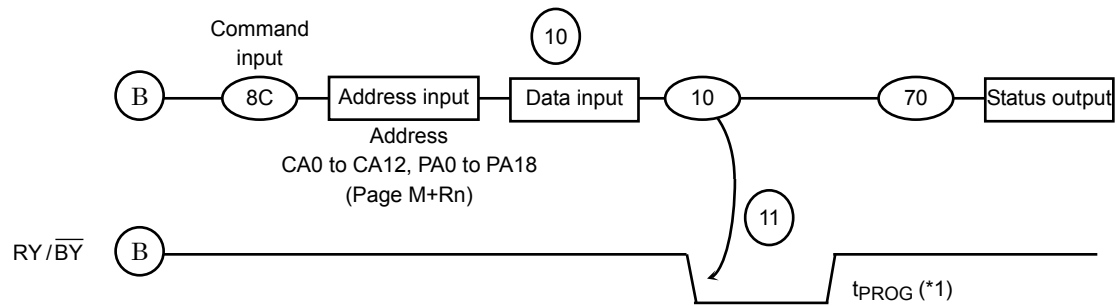 Command
input
10
B
8C
Address input
Data input
10
70
Status output
Address
CA0 to CA12, PA0 to PA18
(Page M+Rn)
11
RY/BY
B
tPROG (*1)